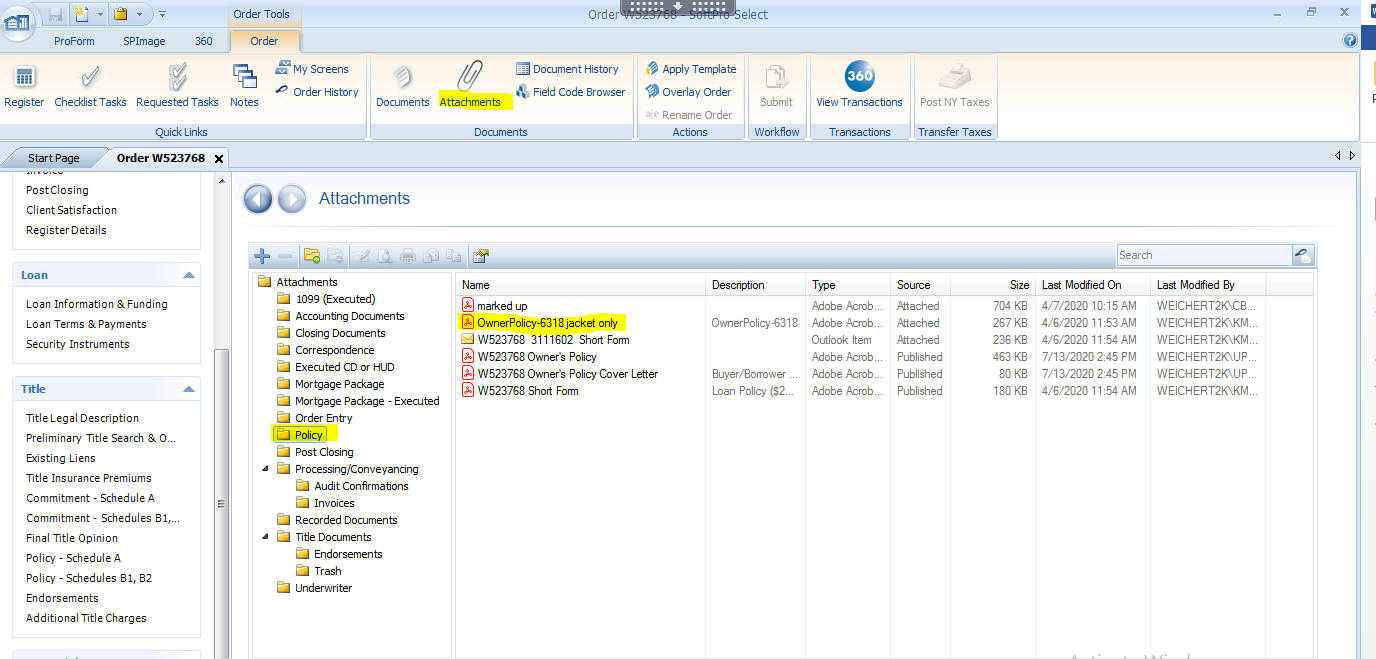 Order Tools
Order W523768 - SoftPro Select
ProForm SPImage 360 Order
Register
Checklist Tasks
Requested Tasks
Notes
My Screens
Order History
Quick Links
Documents
Attachments
Document History
Field Code Browser
Documents
Apply Template
Overlay Order
Rename Order
Actions
Submit
Workflow
360
View Transactions
Transactions
Post NY Taxes
Transfer Taxes
Start Page Order W523768
Invoice
Post Closing
Client Satisfaction
Register Details
Loan
Loan Information & Funding
Loan Terms & Payments
Security Instruments
Title
Title Legal Description
Preliminary Title Search & O...
Existing Liens
Title Insurance Premiums
Commitment - Schedule A
Commitment - Schedules B1,...
Final Title Opinion
Policy - Schedule A
Policy - Schedules B1, B2
Endorsements
Additional Title Charges
Attachments
Search
Attachments
1099 (Executed)
Accounting Documents
Closing Documents
Correspondence
Executed CD or HUD
Mortgage Package
Mortgage Package - Executed
Order Entry
Policy
Post Closing
Processing/Conveyancing
Audit Confirmations
Invoices
Recorded Documents
Title Documents
Endorsements
Trash
Underwriter
Name Description Type Source Size Last Modified On Last Modified By
marked up Adobe Acrob... Attached 704 KB 4/7/2020 10:15 AM WEICHERT2K\CB...
OwnerPolicy-6318 jacket only OwnerPolicy-6318 Adobe Acrob... Attached 267 KB 4/6/2020 11:53 AM WEICHERT2K\KM...
W523768 3111602 Short Form Outlook Item Attached 236 KB 4/6/2020 11:54 AM WEICHERT2K\KM...
W523768 Owner's Policy Adobe Acrob... Published 463 KB 7/13/2020 2:45 PM WEICHERT2K\UP...
W523768 Owner's Policy Cover Letter Buyer/Borrower ... Adobe Acrob... Published 80 KB 7/13/2020 2:45 PM WEICHERT2K\UP...
W523768 Short Form Loan Policy ($2... Adobe Acrob... Published 180 KB 4/6/2020 11:54 AM WEICHERT2K\KM...